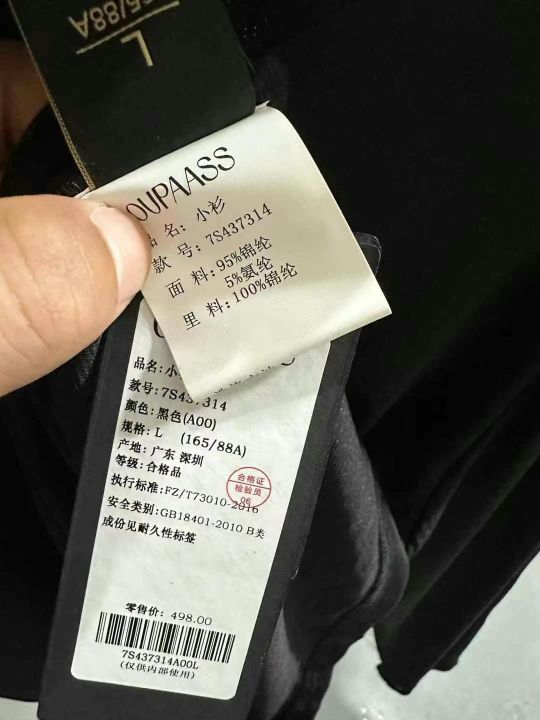 165/88A
L
OUPAASS
品 名: 小衫
款 号: 7S437314
面 料: 95%锦纶
5%氨纶
里 料: 100%锦纶
品名: 小
款号: 7S437314
颜色: 黑色(A00)
规格: L (165/88A)
产地: 广东 深圳
等级: 合格品
执行标准: FZ/T73010-2016
安全类别: GB18401-2010 B类
成份见耐久性标签
合格证
检验员
06
零售价: 498.00
7S437314A00L
(仅供内部使用)